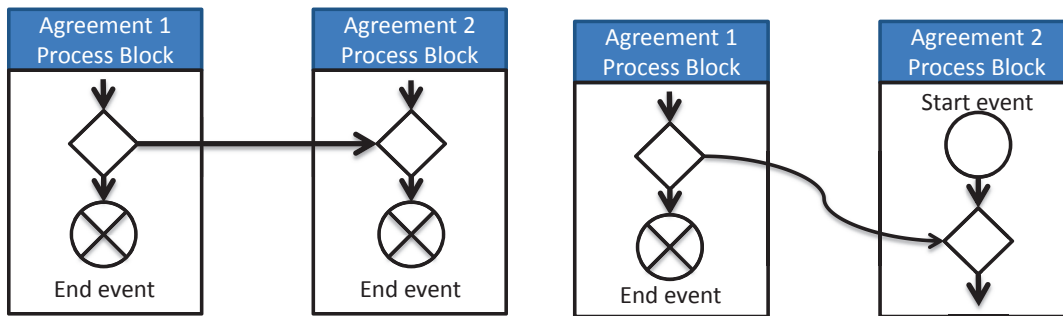 Agreement 1
Process Block
End event
Agreement 2
Process Block
End event
Agreement 1
Process Block
End event
Agreement 2
Process Block
Start event